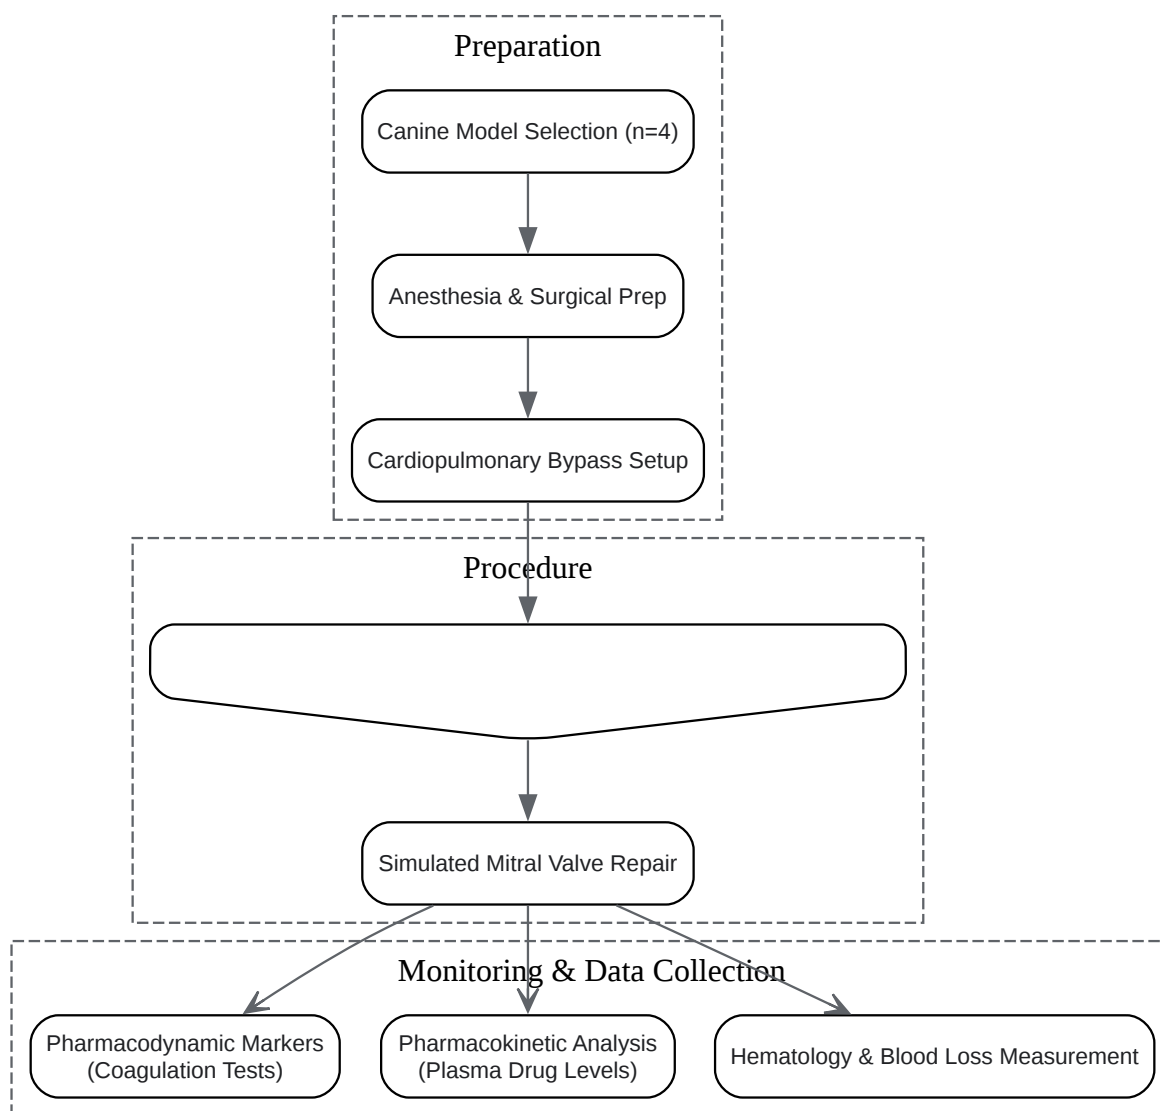 Preparation
Canine Model Selection (n=4)
Anesthesia & Surgical Prep
Cardiopulmonary Bypass Setup
Procedure
Simulated Mitral Valve Repair
Monitoring & Data Collection
Pharmacodynamic Markers
(Coagulation Tests)
Pharmacokinetic Analysis
(Plasma Drug Levels)
Hematology & Blood Loss Measurement